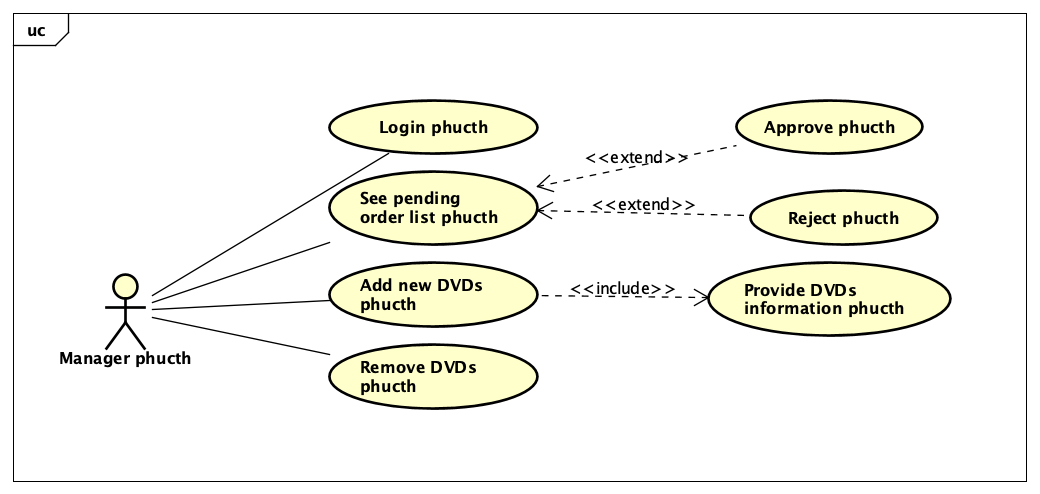 uc
Login phucth
Approve phucth
<<extend>>
See pending
order list phucth
<<extend>>
Reject phucth
Add new DVDs
phucth
<<include>>
Provide DVDs
information phucth
Manager phucth
Remove DVDs
phucth